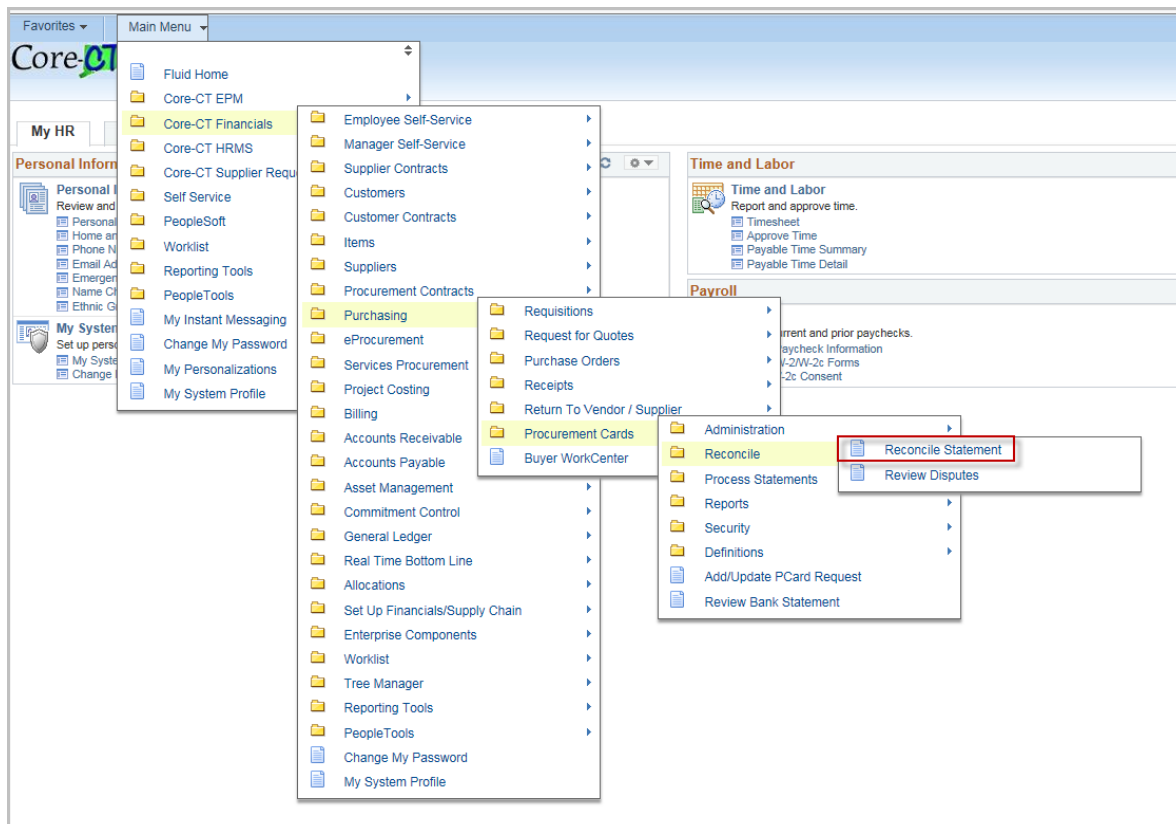 Favorites
Main Menu
Core-CT
Fluid Home
Core-CT EPM
Core-CT Financials
Core-CT HRMS
Core-CT Supplier Requ
Self Service
PeopleSoft
Worklist
Reporting Tools
PeopleTools
My Instant Messaging
Change My Password
My Personalizations
My System Profile
My HR
Personal Inform
Personal I
Review and
Personal
Home an
Phone N
Email Ad
Emergen
Name Ch
Ethnic G
My System
Set up perso
My Syste
Change
Employee Self-Service
Manager Self-Service
Supplier Contracts
Customers
Customer Contracts
Items
Suppliers
Procurement Contracts
Purchasing
eProcurement
Services Procurement
Project Costing
Billing
Accounts Receivable
Accounts Payable
Asset Management
Commitment Control
General Ledger
Real Time Bottom Line
Allocations
Set Up Financials/Supply Chain
Enterprise Components
Worklist
Tree Manager
Reporting Tools
PeopleTools
Change My Password
My System Profile
Requisitions
Request for Quotes
Purchase Orders
Receipts
Return To Vendor / Supplier
Procurement Cards
Buyer WorkCenter
Administration
Reconcile
Process Statements
Reports
Security
Definitions
Add/Update PCard Request
Review Bank Statement
Reconcile Statement
Review Disputes
Time and Labor
Time and Labor
Report and approve time.
Timesheet
Approve Time
Payable Time Summary
Payable Time Detail
Payroll
urrent and prior paychecks.
aycheck Information
W-2/W-2c Forms
-2c Consent